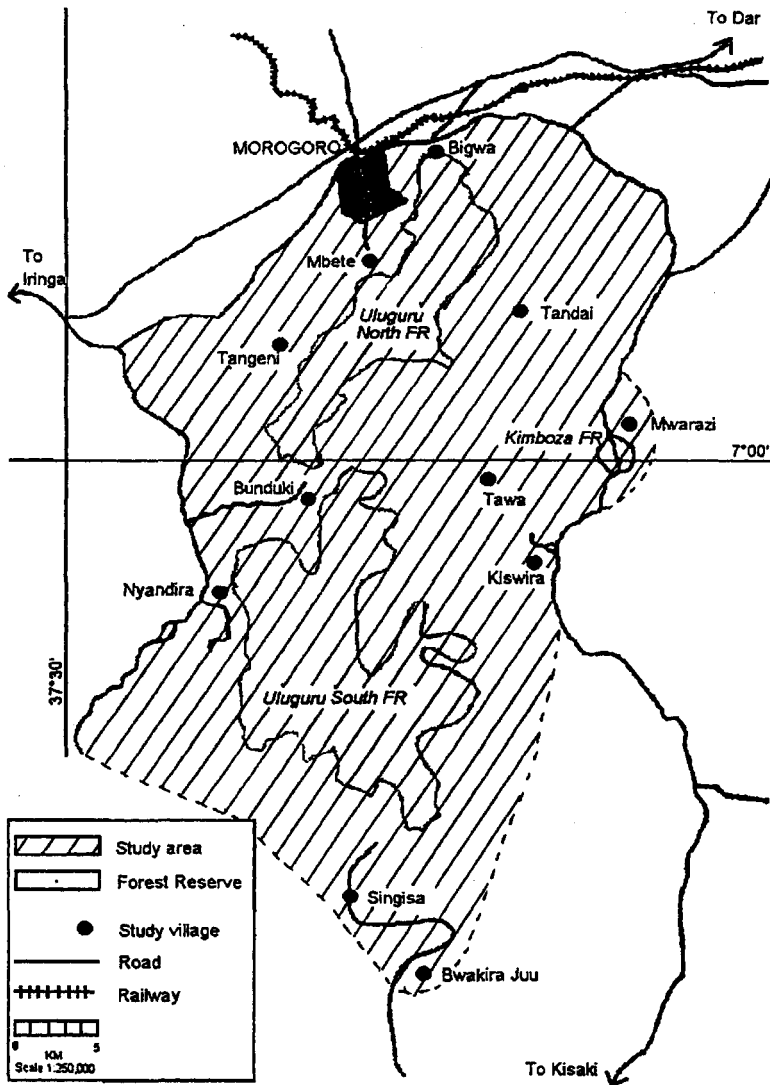 To Dar
MOROGORO
Bigwa
To
Iringa
Mbete
Uluguru
North FR
Tandai
Tangeni
Mwarazi
Kimboza FR
7°00'
Bunduki
Tawa
Kiswira
Nyandira
37°30'
Uluguru South FR
Study area
Forest Reserve
Study village
Road
Railway
0 5
KM
Scale 1:250,000
Singisa
Bwakira Juu
To Kisaki